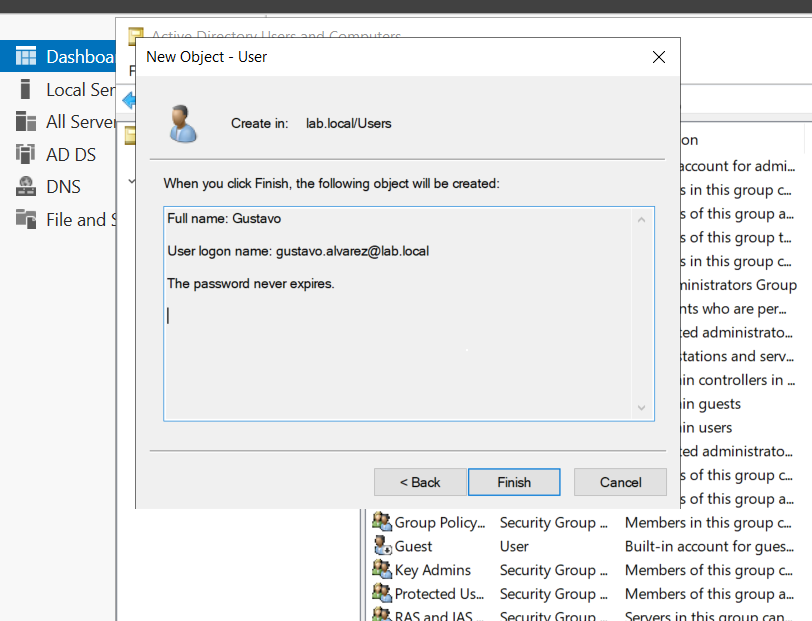 Active Directory Users and Computers
Dashboa
Local Ser
All Server
AD DS
DNS
File and S
New Object - User
Create in: lab.local/Users
When you click Finish, the following object will be created:
Full name: Gustavo
User logon name: gustavo.alvarez@lab.local
The password never expires.
< Back
Finish
Cancel
on
account for admi...
s in this group c...
s of this group a...
s of this group t...
s in this group c...
ministrators Group
nts who are per...
ted administrato...
stations and serv...
in controllers in ...
in guests
in users
ted administrato...
s of this group c...
s of this group a...
Group Policy... Security Group ... Members in this group c...
Guest User Built-in account for gues...
Key Admins Security Group ... Members of this group c...
Protected Us... Security Group ... Members of this group a...
RAS and IAS Security Group ... Servers in this group can